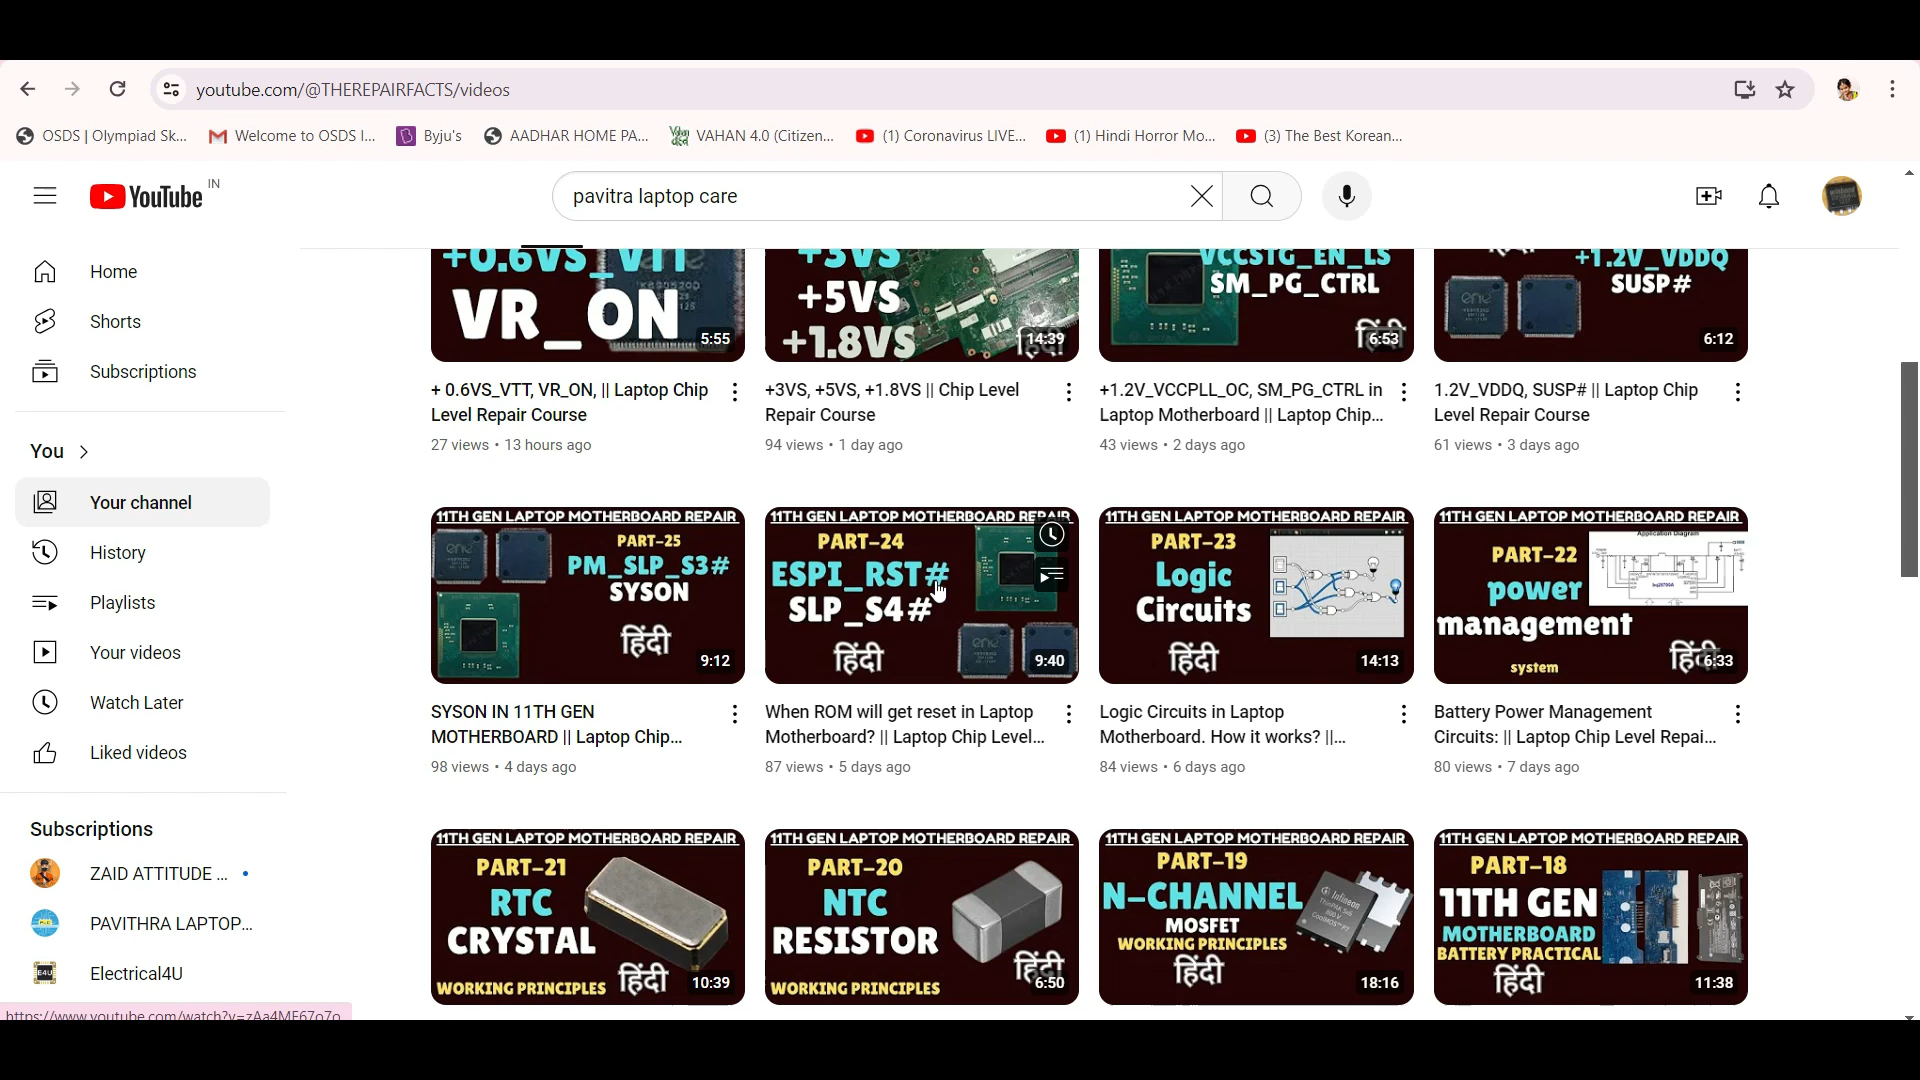 youtube.com/@THEREPAIRFACTS/videos
OSDS | Olympiad Sk... Welcome to OSDS I... Byju's AADHAR HOME PA... VAHAN 4.0 (Citizen... (1) Coronavirus LIVE... (1) Hindi Horror Mo... (3) The Best Korean...
YouTube IN
pavitra laptop care
Home
Shorts
Subscriptions
You
Your channel
History
Playlists
Your videos
Watch Later
Liked videos
Subscriptions
ZAID ATTITUDE ...
PAVITHRA LAPTOP...
E4U Electrical4U
https://www.youtube.com/watch?v=zAa4MF67o7o
+0.6VS_VTT
VR_ON
5:55
+ 0.6VS_VTT, VR_ON, || Laptop Chip
Level Repair Course
27 views • 13 hours ago
+3VS
+5VS
+1.8VS
हिंदी
14:39
+3VS, +5VS, +1.8VS || Chip Level
Repair Course
94 views • 1 day ago
VCCSTG_EN_LS
SM_PG_CTRL
हिंदी
6:53
+1.2V_VCCPLL_OC, SM_PG_CTRL in
Laptop Motherboard || Laptop Chip...
43 views • 2 days ago
+1.2V_VDDQ
SUSP#
6:12
1.2V_VDDQ, SUSP# || Laptop Chip
Level Repair Course
61 views • 3 days ago
11TH GEN LAPTOP MOTHERBOARD REPAIR
PART-25
PM_SLP_S3#
SYSON
हिंदी
9:12
SYSON IN 11TH GEN
MOTHERBOARD || Laptop Chip...
98 views • 4 days ago
11TH GEN LAPTOP MOTHERBOARD REPAIR
PART-24
ESPI_RST#
SLP_S4#
हिंदी
9:40
When ROM will get reset in Laptop
Motherboard? || Laptop Chip Level...
87 views • 5 days ago
11TH GEN LAPTOP MOTHERBOARD REPAIR
PART-23
Logic
Circuits
हिंदी
14:13
Logic Circuits in Laptop
Motherboard. How it works? ||...
84 views • 6 days ago
11TH GEN LAPTOP MOTHERBOARD REPAIR
Application Diagram
PART-22
power
management
system
हिंदी
6:33
Battery Power Management
Circuits: || Laptop Chip Level Repai...
80 views • 7 days ago
11TH GEN LAPTOP MOTHERBOARD REPAIR
PART-21
RTC
CRYSTAL
WORKING PRINCIPLES
हिंदी
10:39
11TH GEN LAPTOP MOTHERBOARD REPAIR
PART-20
NTC
RESISTOR
WORKING PRINCIPLES
हिंदी
6:50
11TH GEN LAPTOP MOTHERBOARD REPAIR
PART-19
N-CHANNEL
MOSFET
WORKING PRINCIPLES
हिंदी
Infineon
18:16
11TH GEN LAPTOP MOTHERBOARD REPAIR
PART-18
11TH GEN
MOTHERBOARD
BATTERY PRACTICAL
हिंदी
11:38